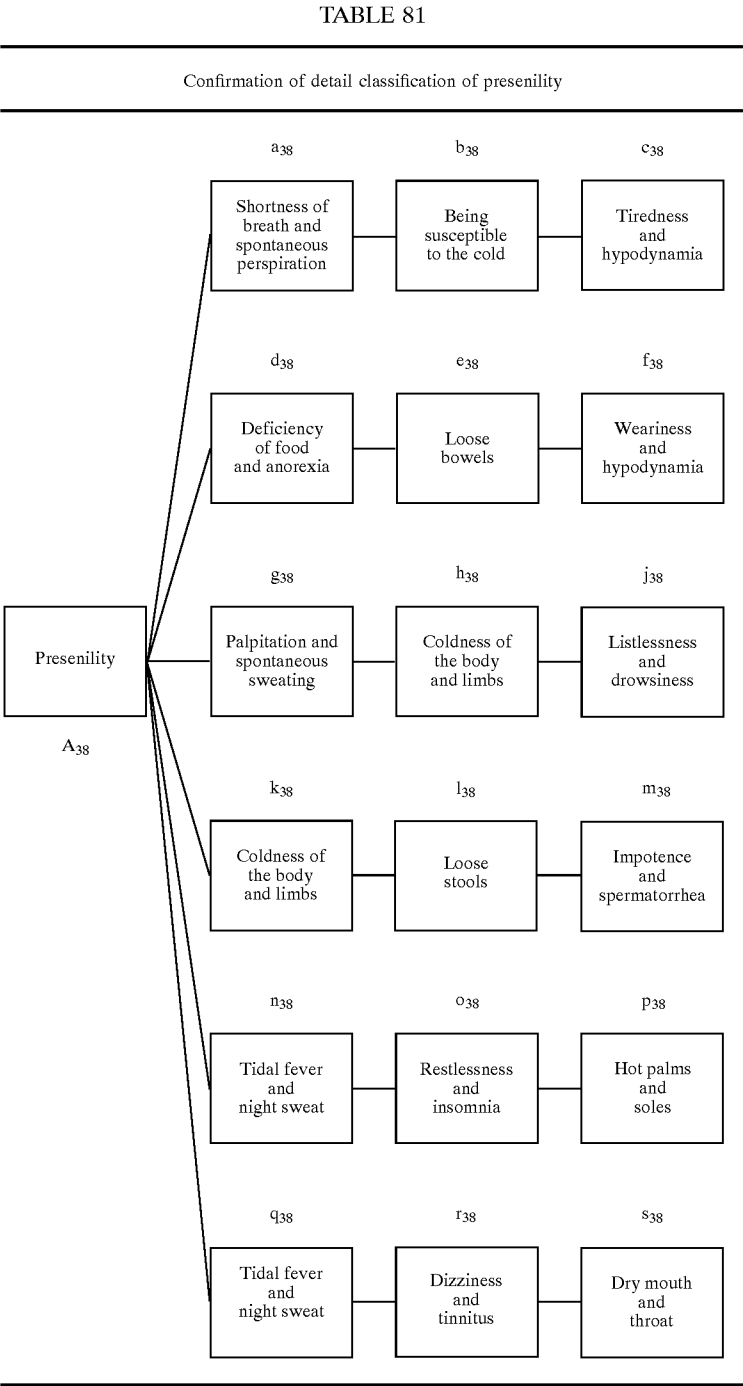 TABLE 81
Confirmation of detail classification of presenility
a38
b38
c38
Shortness of
breath and
spontaneous
perspiration
Being
susceptible
to the cold
Tiredness
and
hypodynamia
d38
e38
f38
Deficiency
of food
and anorexia
Loose
bowels
Weariness
and
hypodynamia
g38
h38
j38
Palpitation and
spontaneous
sweating
Coldness of
the body
and limbs
Listlessness
and
drowsiness
Presenility
A38
k38
l38
m38
Coldness of
the body
and limbs
Loose
stools
Impotence
and
spermatorrhea
n38
o38
p38
Tidal fever
and
night sweat
Restlessness
and
insomnia
Hot palms
and
soles
q38
r38
s38
Tidal fever
and
night sweat
Dizziness
and
tinnitus
Dry mouth
and
throat